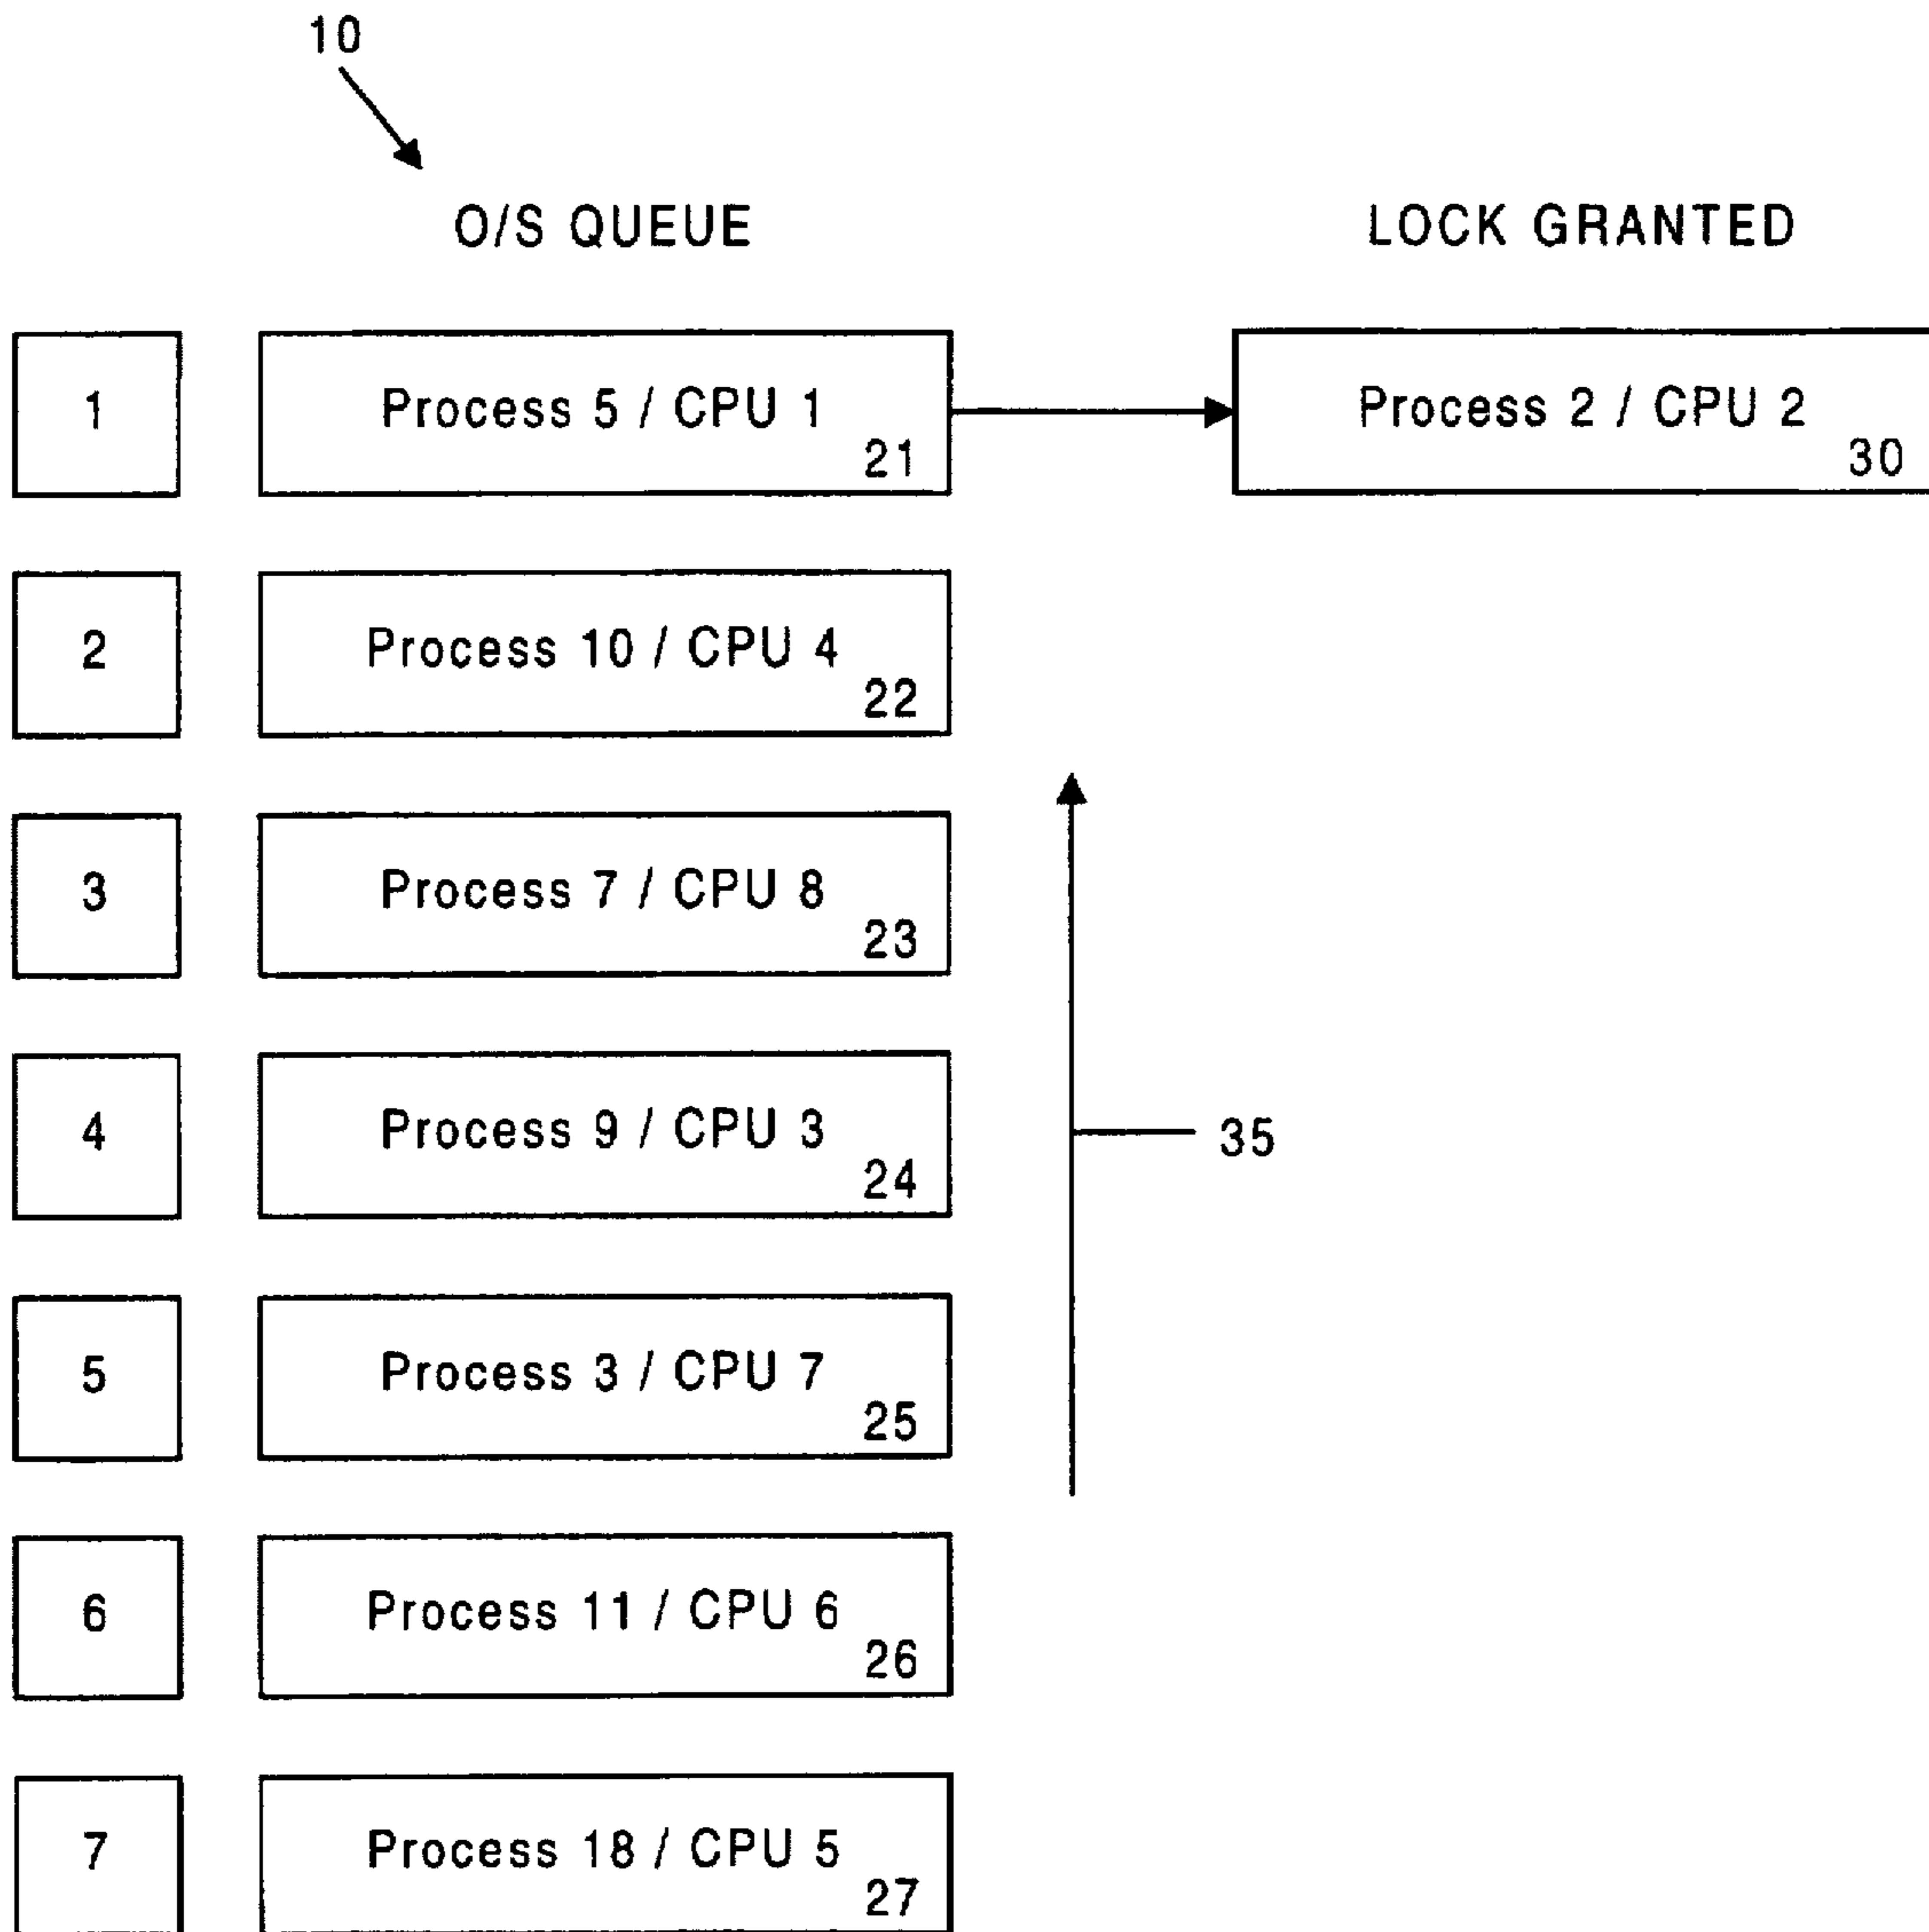 10
O/S QUEUE
LOCK GRANTED
1
Process 5 / CPU 1
21
Process 2 / CPU 2
30
2
Process 10 / CPU 4
22
3
Process 7 / CPU 8
23
4
Process 9 / CPU 3
24
35
5
Process 3 / CPU 7
25
6
Process 11 / CPU 6
26
7
Process 18 / CPU 5
27